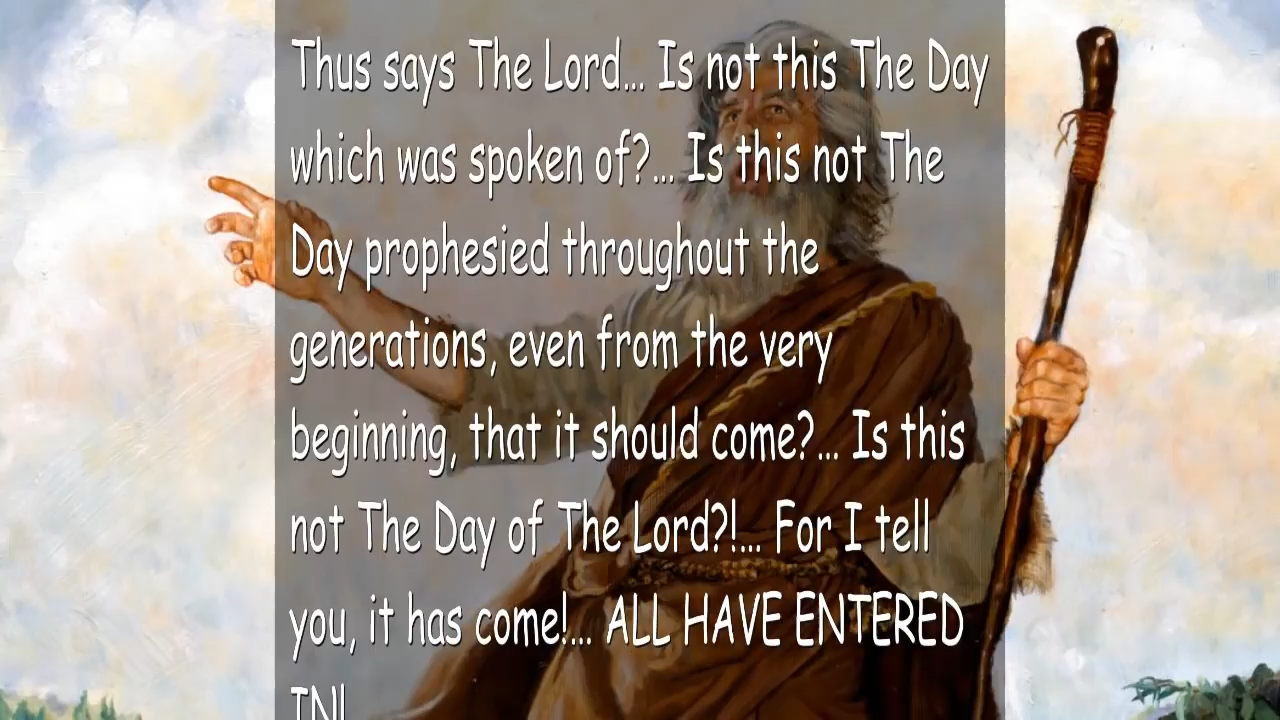 Thus says The Lord... Is not this The Day
which was spoken of?... Is this not The
Day prophesied throughout the
generations, even from the very
beginning, that it should come?... Is this
not The Day of The Lord?!... For I tell
you, it has come!... ALL HAVE ENTERED
IN!